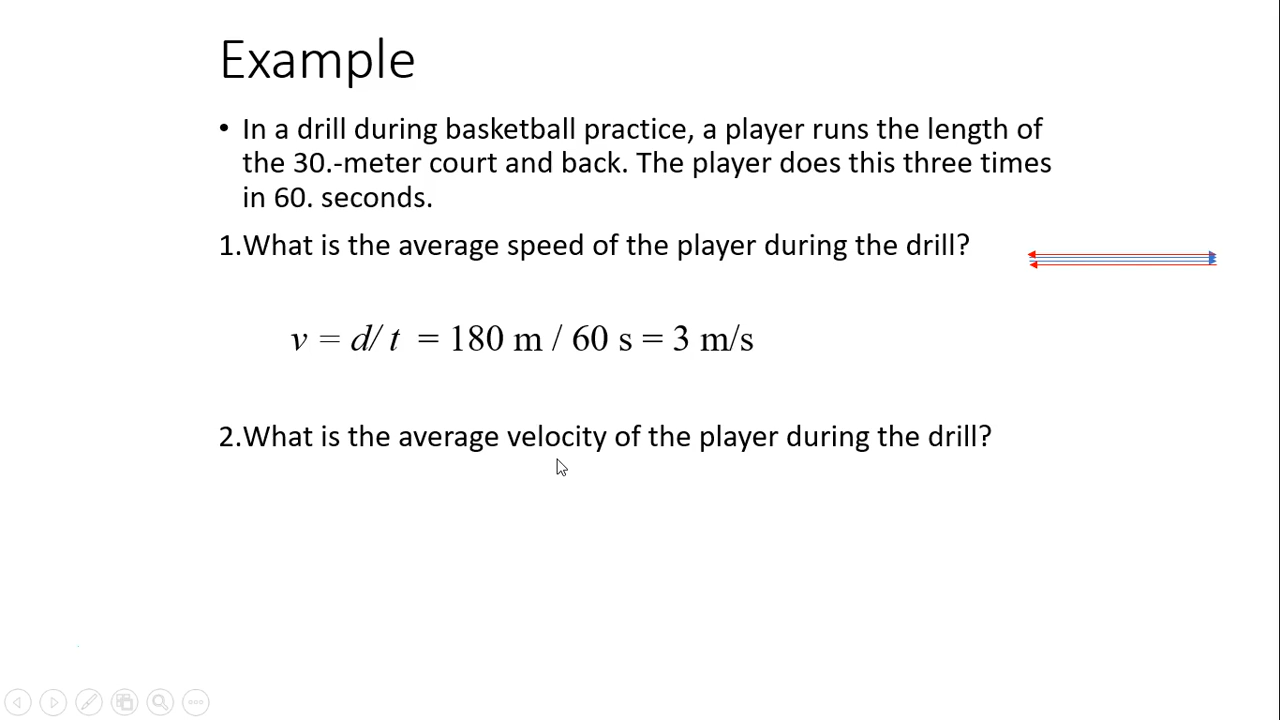 Example
• In a drill during basketball practice, a player runs the length of
the 30.-meter court and back. The player does this three times
in 60. seconds.
1.What is the average speed of the player during the drill?
v = d/ t = 180 m / 60 s = 3 m/s
2.What is the average velocity of the player during the drill?